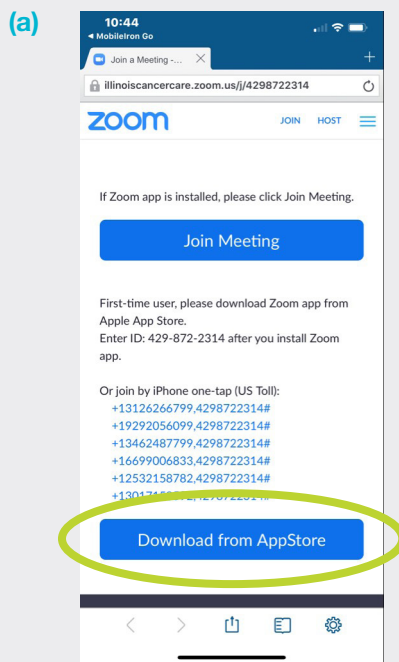 (a)
10:44
◀ MobileIron Go
Join a Meeting -...
illinoiscancercare.zoom.us/j/4298722314
zoom
JOIN HOST
If Zoom app is installed, please click Join Meeting.
Join Meeting
First-time user, please download Zoom app from
Apple App Store.
Enter ID: 429-872-2314 after you install Zoom
app.
Or join by iPhone one-tap (US Toll):
+13126266799,4298722314#
+19292056099,4298722314#
+13462487799,4298722314#
+16699006833,4298722314#
+12532158782,4298722314#
Download from AppStore